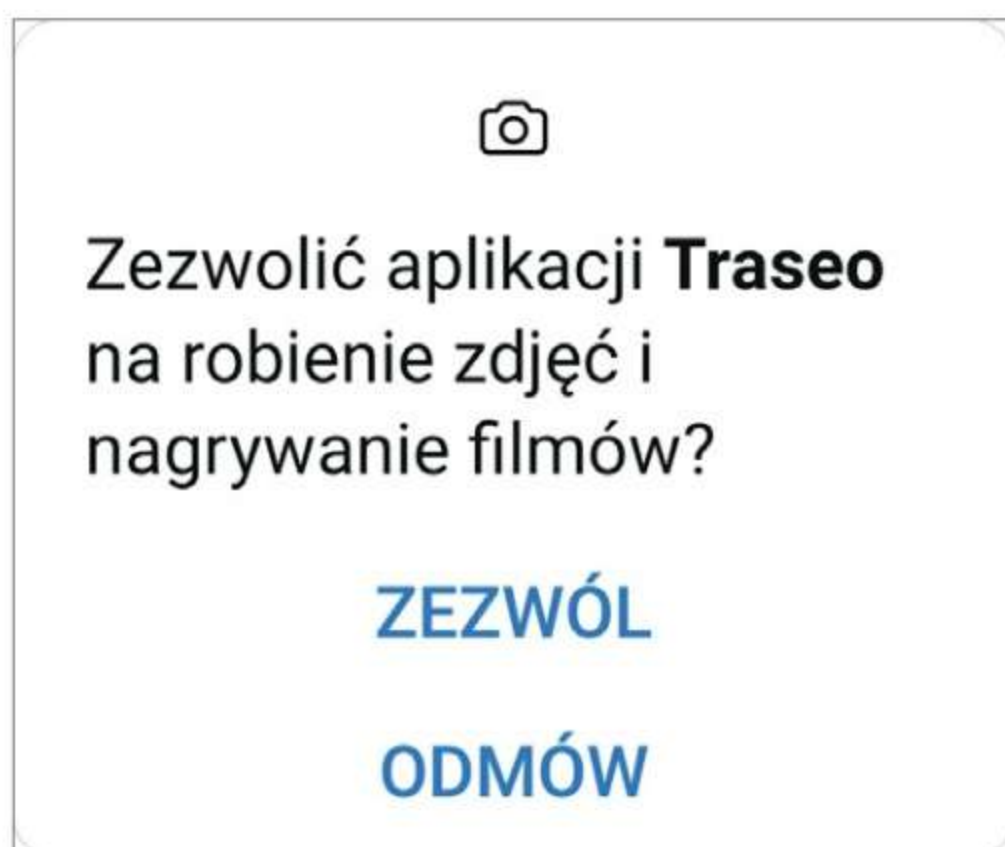 Zezwolić aplikacji Traseo
na robienie zdjęć i
nagrywanie filmów?
ZEZWÓL
ODMÓW